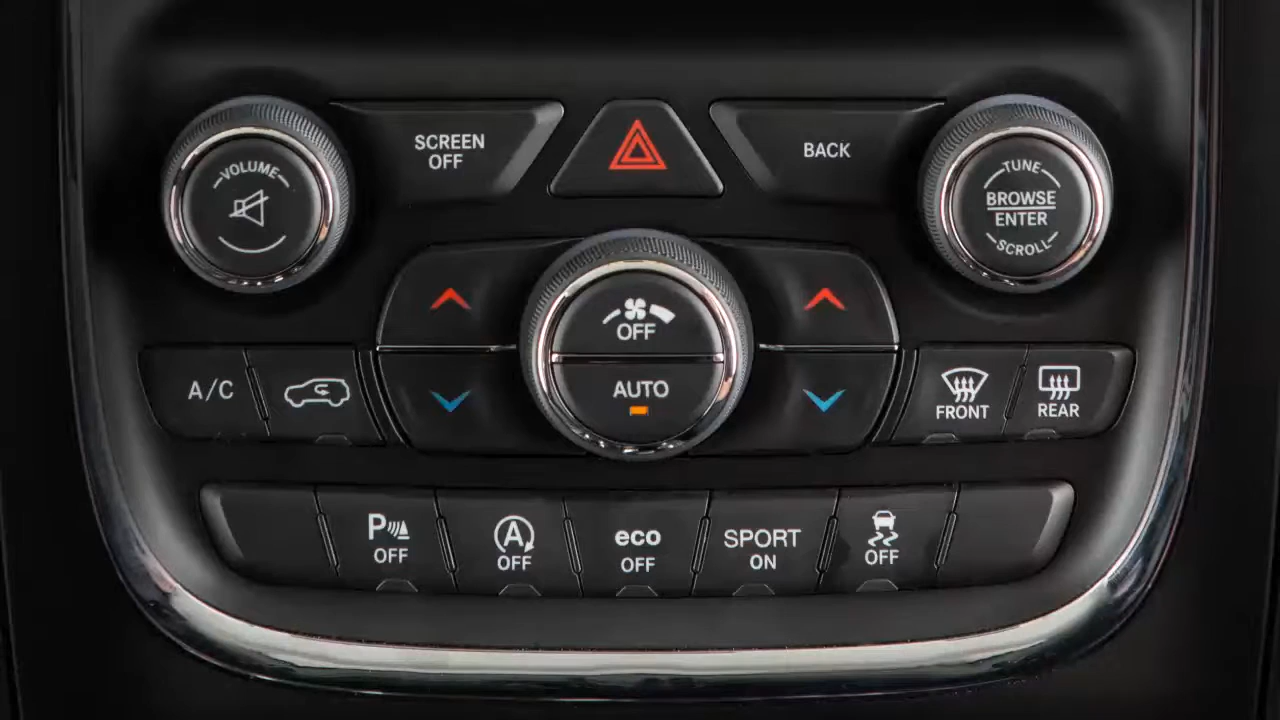 VOLUME
SCREEN
OFF
BACK
TUNE
BROWSE
ENTER
SCROLL
OFF
AUTO
A/C
FRONT
REAR
P
OFF
A
OFF
eco
OFF
SPORT
ON
OFF